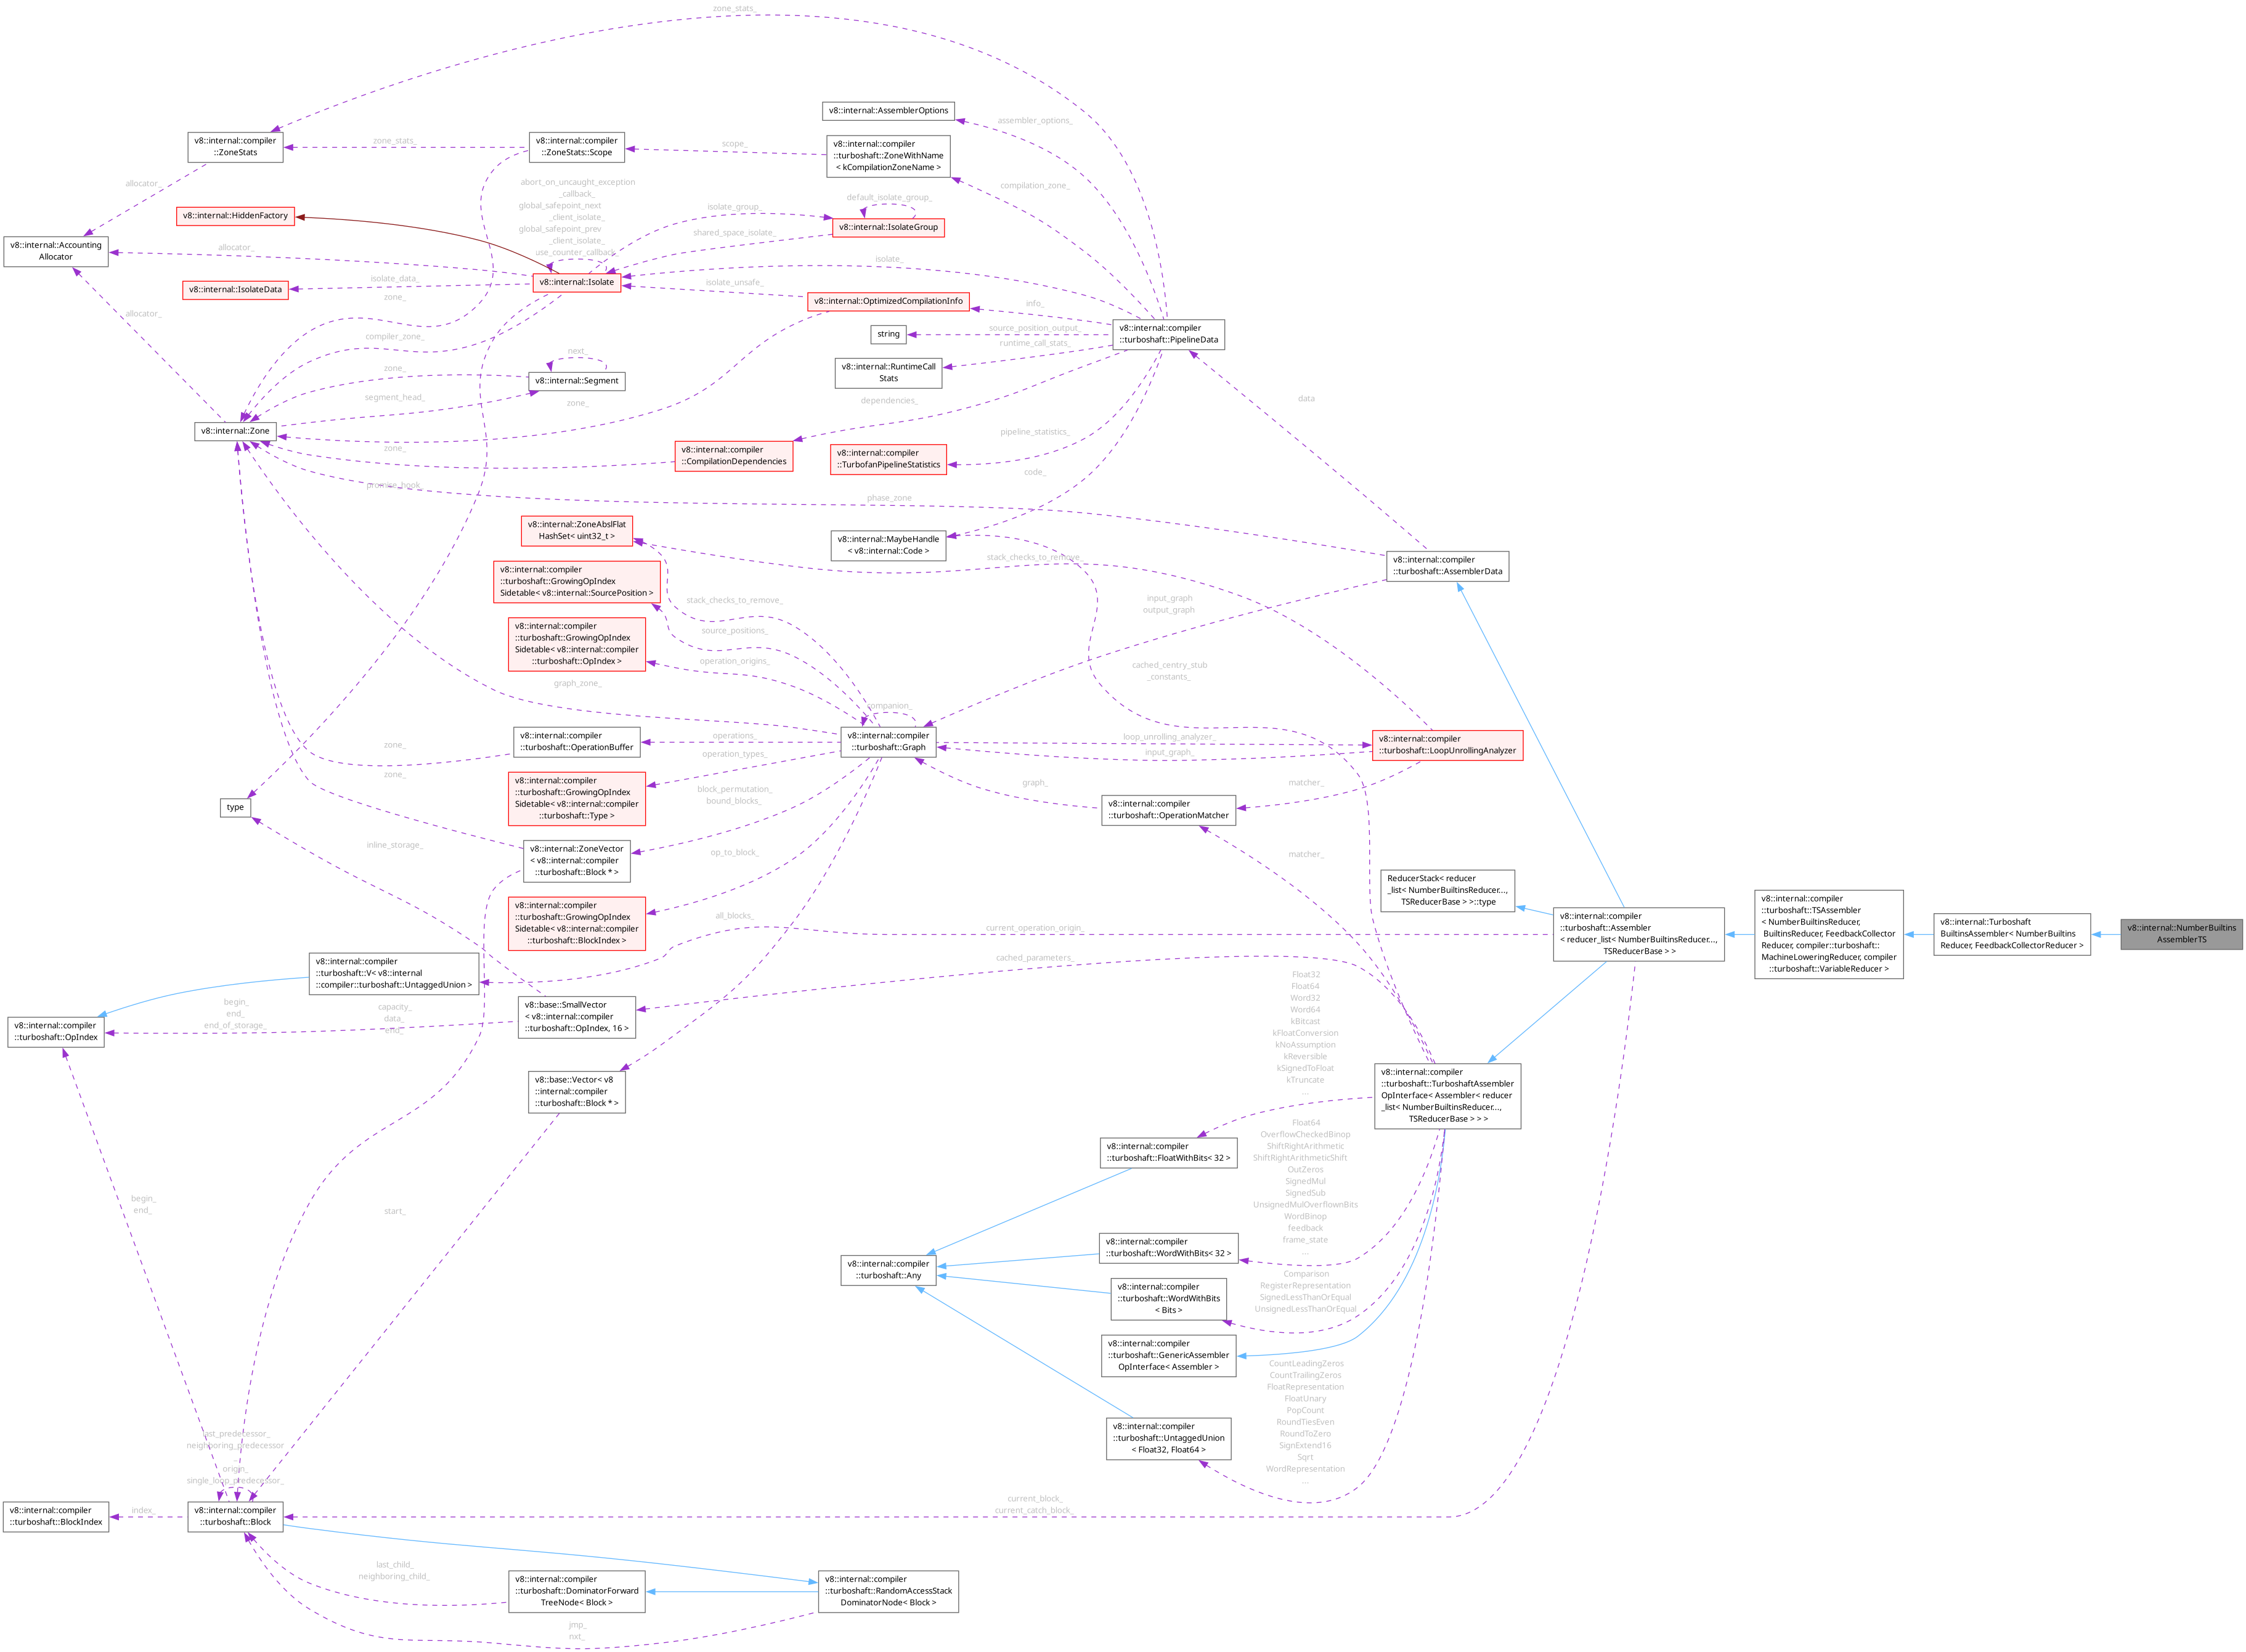 zone_stats_
v8::internal::AssemblerOptions
assembler_options_
v8::internal::compiler
::ZoneStats
zone_stats_
v8::internal::compiler
::ZoneStats::Scope
scope_
v8::internal::compiler
::turboshaft::ZoneWithName
< kCompilationZoneName >
compilation_zone_
allocator_
abort_on_uncaught_exception
_callback_
global_safepoint_next
_client_isolate_
global_safepoint_prev
_client_isolate_
use_counter_callback_
isolate_group_
default_isolate_group_
v8::internal::HiddenFactory
v8::internal::IsolateGroup
shared_space_isolate_
v8::internal::Accounting
Allocator
allocator_
isolate_
v8::internal::IsolateData
isolate_data_
v8::internal::Isolate
isolate_unsafe_
v8::internal::OptimizedCompilationInfo
info_
zone_
allocator_
compiler_zone_
string
source_position_output_
v8::internal::compiler
::turboshaft::PipelineData
runtime_call_stats_
v8::internal::RuntimeCall
Stats
next_
zone_
v8::internal::Segment
segment_head_
zone_
dependencies_
data
v8::internal::Zone
zone_
v8::internal::compiler
::CompilationDependencies
pipeline_statistics_
v8::internal::compiler
::TurbofanPipelineStatistics
code_
promise_hook_
phase_zone
v8::internal::ZoneAbslFlat
HashSet< uint32_t >
v8::internal::MaybeHandle
< v8::internal::Code >
stack_checks_to_remove_
v8::internal::compiler
::turboshaft::AssemblerData
v8::internal::compiler
::turboshaft::GrowingOpIndex
Sidetable< v8::internal::SourcePosition >
stack_checks_to_remove_
input_graph
output_graph
v8::internal::compiler
::turboshaft::GrowingOpIndex
Sidetable< v8::internal::compiler
::turboshaft::OpIndex >
source_positions_
operation_origins_
cached_centry_stub
_constants_
graph_zone_
companion_
v8::internal::compiler
::turboshaft::OperationBuffer
operations_
v8::internal::compiler
::turboshaft::Graph
loop_unrolling_analyzer_
input_graph_
v8::internal::compiler
::turboshaft::LoopUnrollingAnalyzer
zone_
operation_types_
zone_
v8::internal::compiler
::turboshaft::GrowingOpIndex
Sidetable< v8::internal::compiler
::turboshaft::Type >
block_permutation_
bound_blocks_
graph_
matcher_
type
v8::internal::compiler
::turboshaft::OperationMatcher
inline_storage_
v8::internal::ZoneVector
< v8::internal::compiler
::turboshaft::Block * >
op_to_block_
matcher_
ReducerStack< reducer
_list< NumberBuiltinsReducer...,
TSReducerBase > >::type
v8::internal::compiler
::turboshaft::GrowingOpIndex
Sidetable< v8::internal::compiler
::turboshaft::BlockIndex >
all_blocks_
current_operation_origin_
v8::internal::compiler
::turboshaft::Assembler
< reducer_list< NumberBuiltinsReducer...,
TSReducerBase > >
v8::internal::compiler
::turboshaft::TSAssembler
< NumberBuiltinsReducer,
BuiltinsReducer, FeedbackCollector
Reducer, compiler::turboshaft::
MachineLoweringReducer, compiler
::turboshaft::VariableReducer >
v8::internal::Turboshaft
BuiltinsAssembler< NumberBuiltins
Reducer, FeedbackCollectorReducer >
v8::internal::NumberBuiltins
AssemblerTS
v8::internal::compiler
::turboshaft::V< v8::internal
::compiler::turboshaft::UntaggedUnion >
cached_parameters_
v8::internal::compiler
::turboshaft::OpIndex
begin_
end_
end_of_storage_
capacity_
data_
end_
v8::base::SmallVector
< v8::internal::compiler
::turboshaft::OpIndex, 16 >
Float32
Float64
Word32
Word64
kBitcast
kFloatConversion
kNoAssumption
kReversible
kSignedToFloat
kTruncate
...
v8::base::Vector< v8
::internal::compiler
::turboshaft::Block * >
v8::internal::compiler
::turboshaft::TurboshaftAssembler
OpInterface< Assembler< reducer
_list< NumberBuiltinsReducer...,
TSReducerBase > > >
v8::internal::compiler
::turboshaft::FloatWithBits< 32 >
Float64
OverflowCheckedBinop
ShiftRightArithmetic
ShiftRightArithmeticShift
OutZeros
SignedMul
SignedSub
UnsignedMulOverflownBits
WordBinop
feedback
frame_state
...
begin_
end_
start_
v8::internal::compiler
::turboshaft::Any
v8::internal::compiler
::turboshaft::WordWithBits< 32 >
v8::internal::compiler
::turboshaft::WordWithBits
< Bits >
Comparison
RegisterRepresentation
SignedLessThanOrEqual
UnsignedLessThanOrEqual
v8::internal::compiler
::turboshaft::GenericAssembler
OpInterface< Assembler >
CountLeadingZeros
CountTrailingZeros
FloatRepresentation
FloatUnary
PopCount
RoundTiesEven
RoundToZero
SignExtend16
Sqrt
WordRepresentation
...
v8::internal::compiler
::turboshaft::UntaggedUnion
< Float32, Float64 >
last_predecessor_
neighboring_predecessor
_
origin_
single_loop_predecessor_
v8::internal::compiler
::turboshaft::BlockIndex
index_
v8::internal::compiler
::turboshaft::Block
current_block_
current_catch_block_
last_child_
neighboring_child_
v8::internal::compiler
::turboshaft::DominatorForward
TreeNode< Block >
v8::internal::compiler
::turboshaft::RandomAccessStack
DominatorNode< Block >
jmp_
nxt_